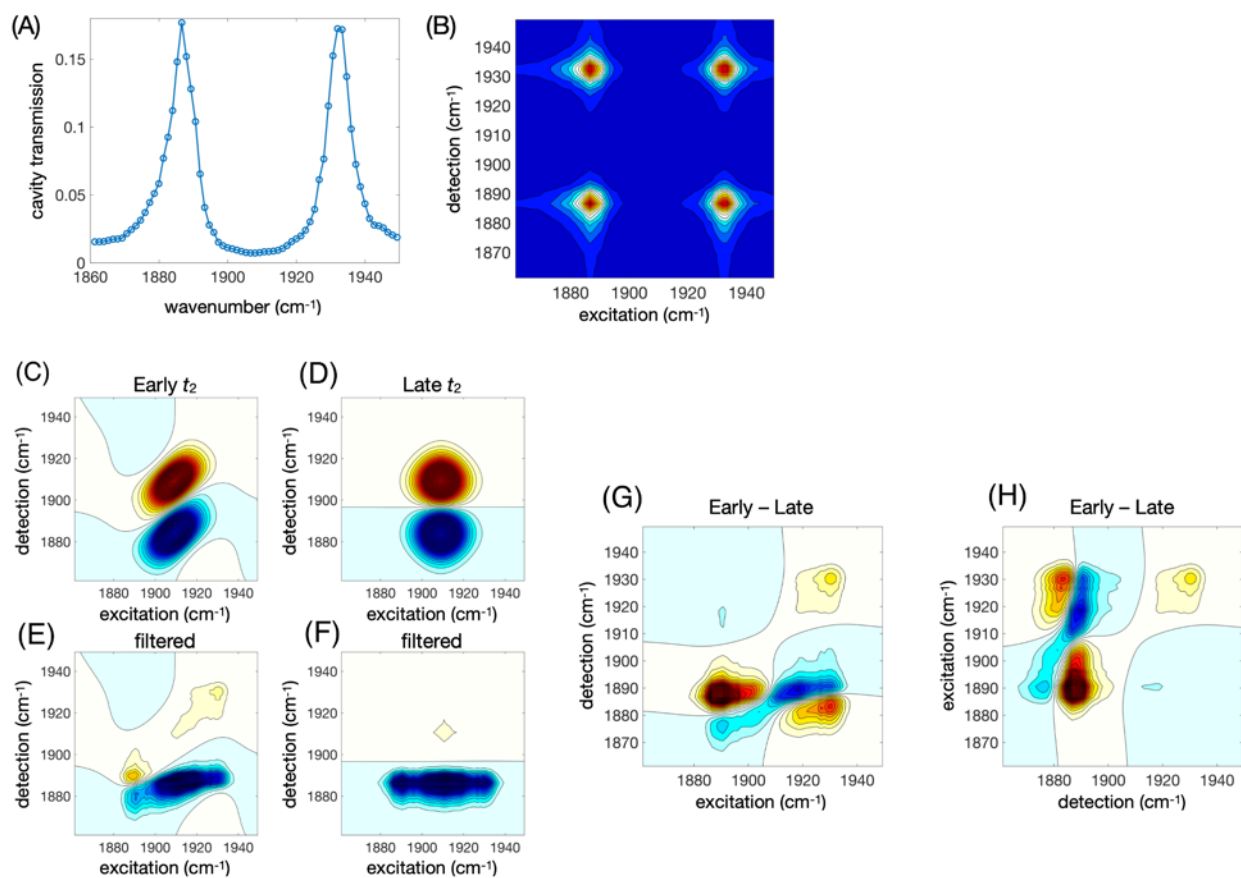 (A)
0.15
0.1
0.05
0
cavity transmission
1860 1880 1900 1920 1940
wavenumber (cm-1)
(B)
1940
1930
1920
1910
1900
1890
1880
1870
detection (cm-1)
1880 1900 1920 1940
excitation (cm-1)
(C)
Early t2
1940
1920
1900
1880
detection (cm-1)
1880 1900 1920 1940
excitation (cm-1)
(D)
Late t2
1940
1920
1900
1880
detection (cm-1)
1880 1900 1920 1940
excitation (cm-1)
(E)
filtered
1940
1920
1900
1880
detection (cm-1)
1880 1900 1920 1940
excitation (cm-1)
(F)
filtered
1940
1920
1900
1880
detection (cm-1)
1880 1900 1920 1940
excitation (cm-1)
(G)
Early – Late
1940
1930
1920
1910
1900
1890
1880
1870
detection (cm-1)
1880 1900 1920 1940
excitation (cm-1)
(H)
Early – Late
1940
1930
1920
1910
1900
1890
1880
1870
excitation (cm-1)
1880 1900 1920 1940
detection (cm-1)